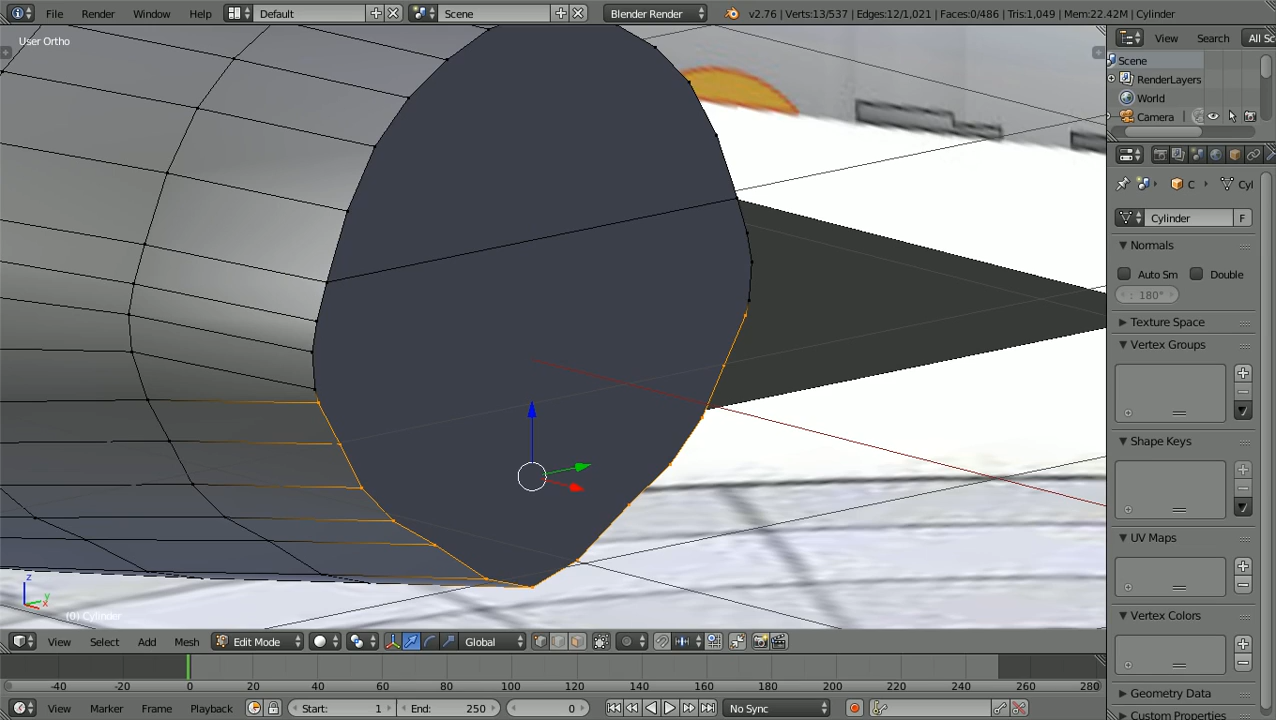 File Render Window Help Default Scene Blender Render v2.76 | Verts:13/537 | Edges:12/1,021 | Faces:0/486 | Tris:1,049 | Mem:22.42M | Cylinder
User Ortho
View Search All Sc
Scene
RenderLayers
World
Camera
C Cyl
Cylinder F
Normals
Auto Sm Double
: 180°
Texture Space
Vertex Groups
Shape Keys
UV Maps
Vertex Colors
Geometry Data
Custom Properties
z
y
x
(0) Cylinder
View Select Add Mesh Edit Mode Global
-40 -20 0 20 40 60 80 100 120 140 160 180 200 220 240 260 280
View Marker Frame Playback Start: 1 End: 250 0 No Sync